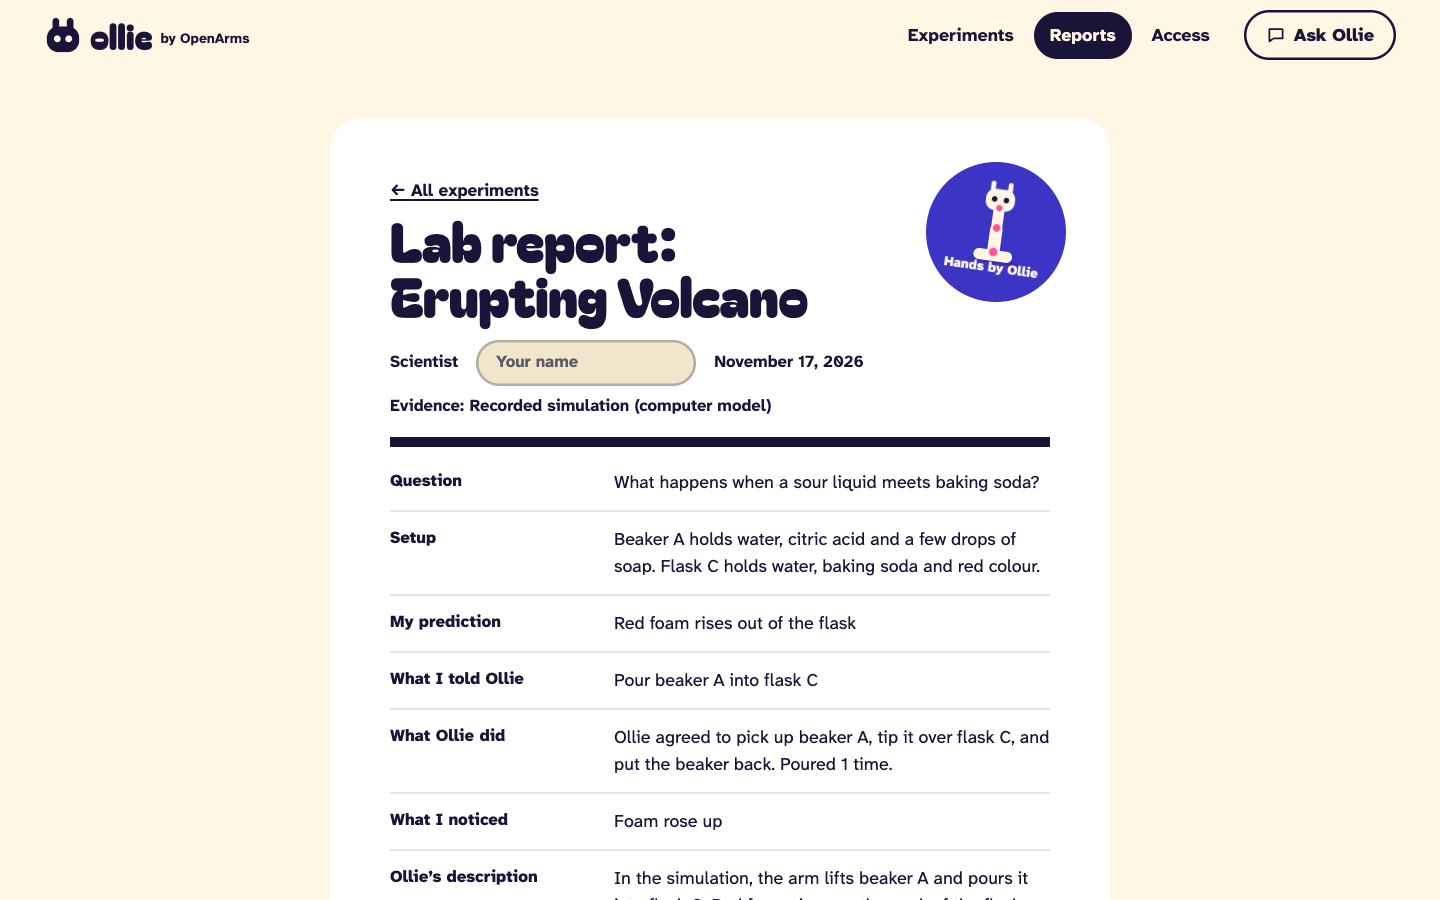 ollie by OpenArms
Experiments
Reports
Access
Ask Ollie
← All experiments
Hands by Ollie
Lab report:
Erupting Volcano
Scientist
Your name
November 17, 2026
Evidence: Recorded simulation (computer model)
Question
What happens when a sour liquid meets baking soda?
Setup
Beaker A holds water, citric acid and a few drops of
soap. Flask C holds water, baking soda and red colour.
My prediction
Red foam rises out of the flask
What I told Ollie
Pour beaker A into flask C
What Ollie did
Ollie agreed to pick up beaker A, tip it over flask C, and
put the beaker back. Poured 1 time.
What I noticed
Foam rose up
Ollie’s description
In the simulation, the arm lifts beaker A and pours it